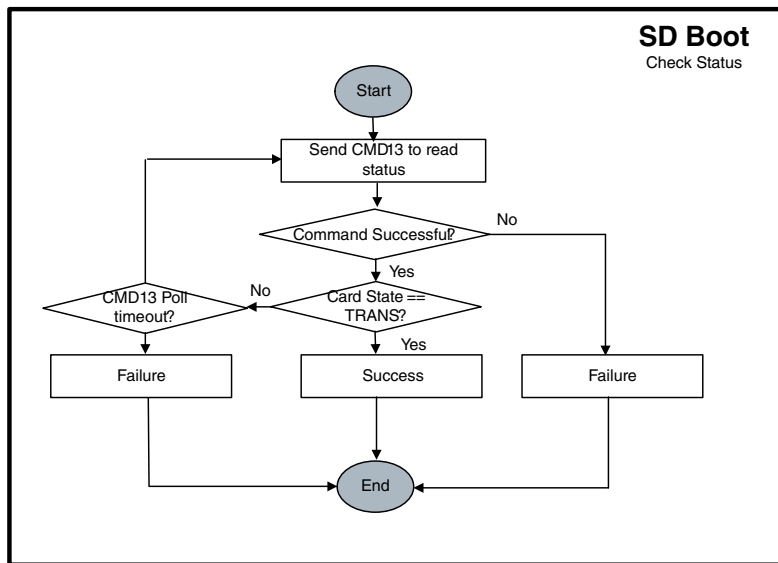 SD Boot
Check Status
Start
Send CMD13 to read
status
Command Successful?
No
Yes
CMD13 Poll
timeout?
No
Card State ==
TRANS?
Yes
Failure
Success
Failure
End